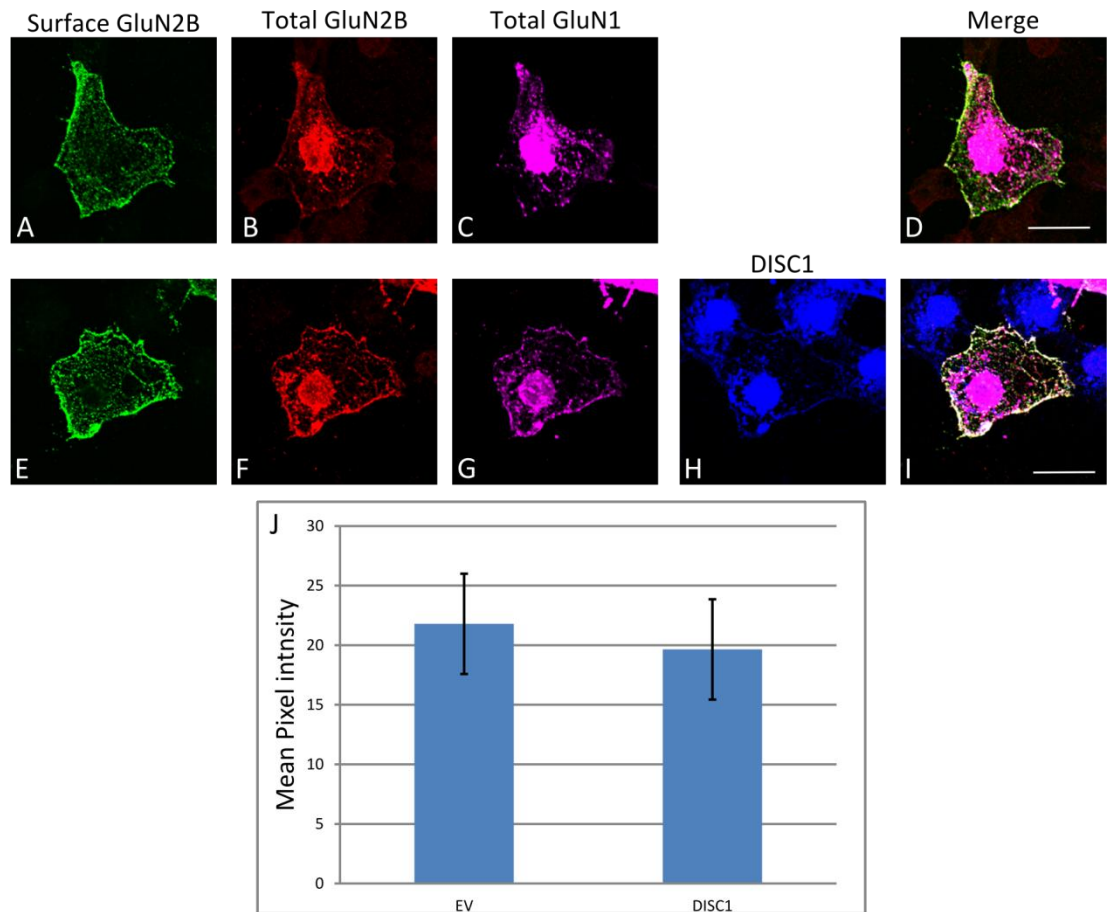 Surface GluN2B Total GluN2B Total GluN1 Merge
A B C D
DISC1
E F G H I
J
30
25
20
15
10
5
0
Mean Pixel intnsity
EV DISC1